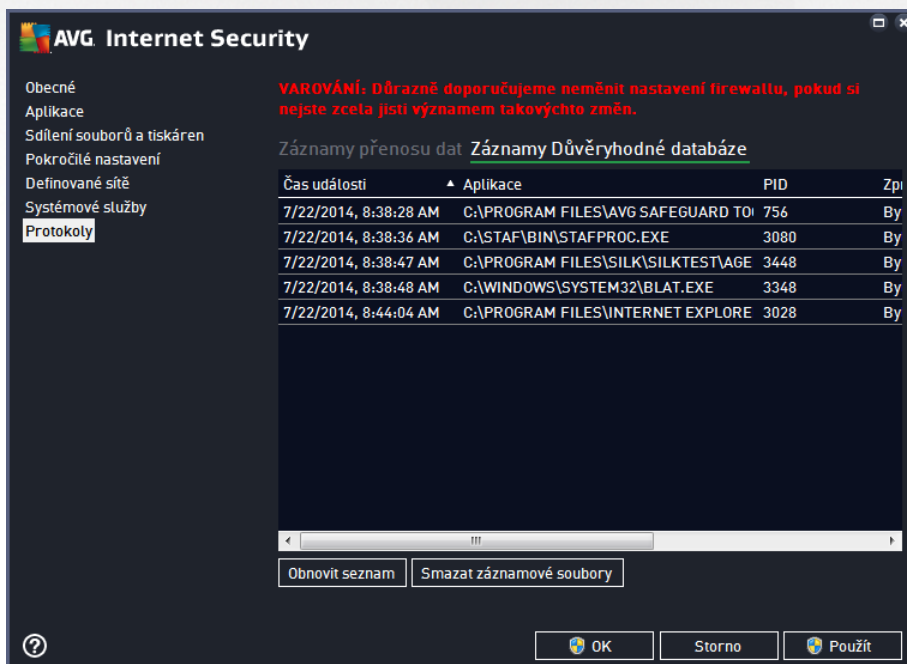 AVG Internet Security
Obecné
Aplikace
Sdílení souborů a tiskáren
Pokročilé nastavení
Definované sítě
Systémové služby
Protokoly
VAROVÁNÍ: Důrazně doporučujeme neměnit nastavení firewallu, pokud si
nejste zcela jisti významem takovýchto změn.
Záznamy přenosu dat Záznamy Důvěryhodné databáze
Čas události Aplikace PID Zpr
7/22/2014, 8:38:28 AM C:\PROGRAM FILES\AVG SAFEGUARD TO 756 By
7/22/2014, 8:38:36 AM C:\STAF\BIN\STAFPROC.EXE 3080 By
7/22/2014, 8:38:47 AM C:\PROGRAM FILES\SILK\SILKTEST\AGE 3448 By
7/22/2014, 8:38:48 AM C:\WINDOWS\SYSTEM32\BLAT.EXE 3348 By
7/22/2014, 8:44:04 AM C:\PROGRAM FILES\INTERNET EXPLORE 3028 By
Obnovit seznam Smazat záznamové soubory
OK Storno Použít